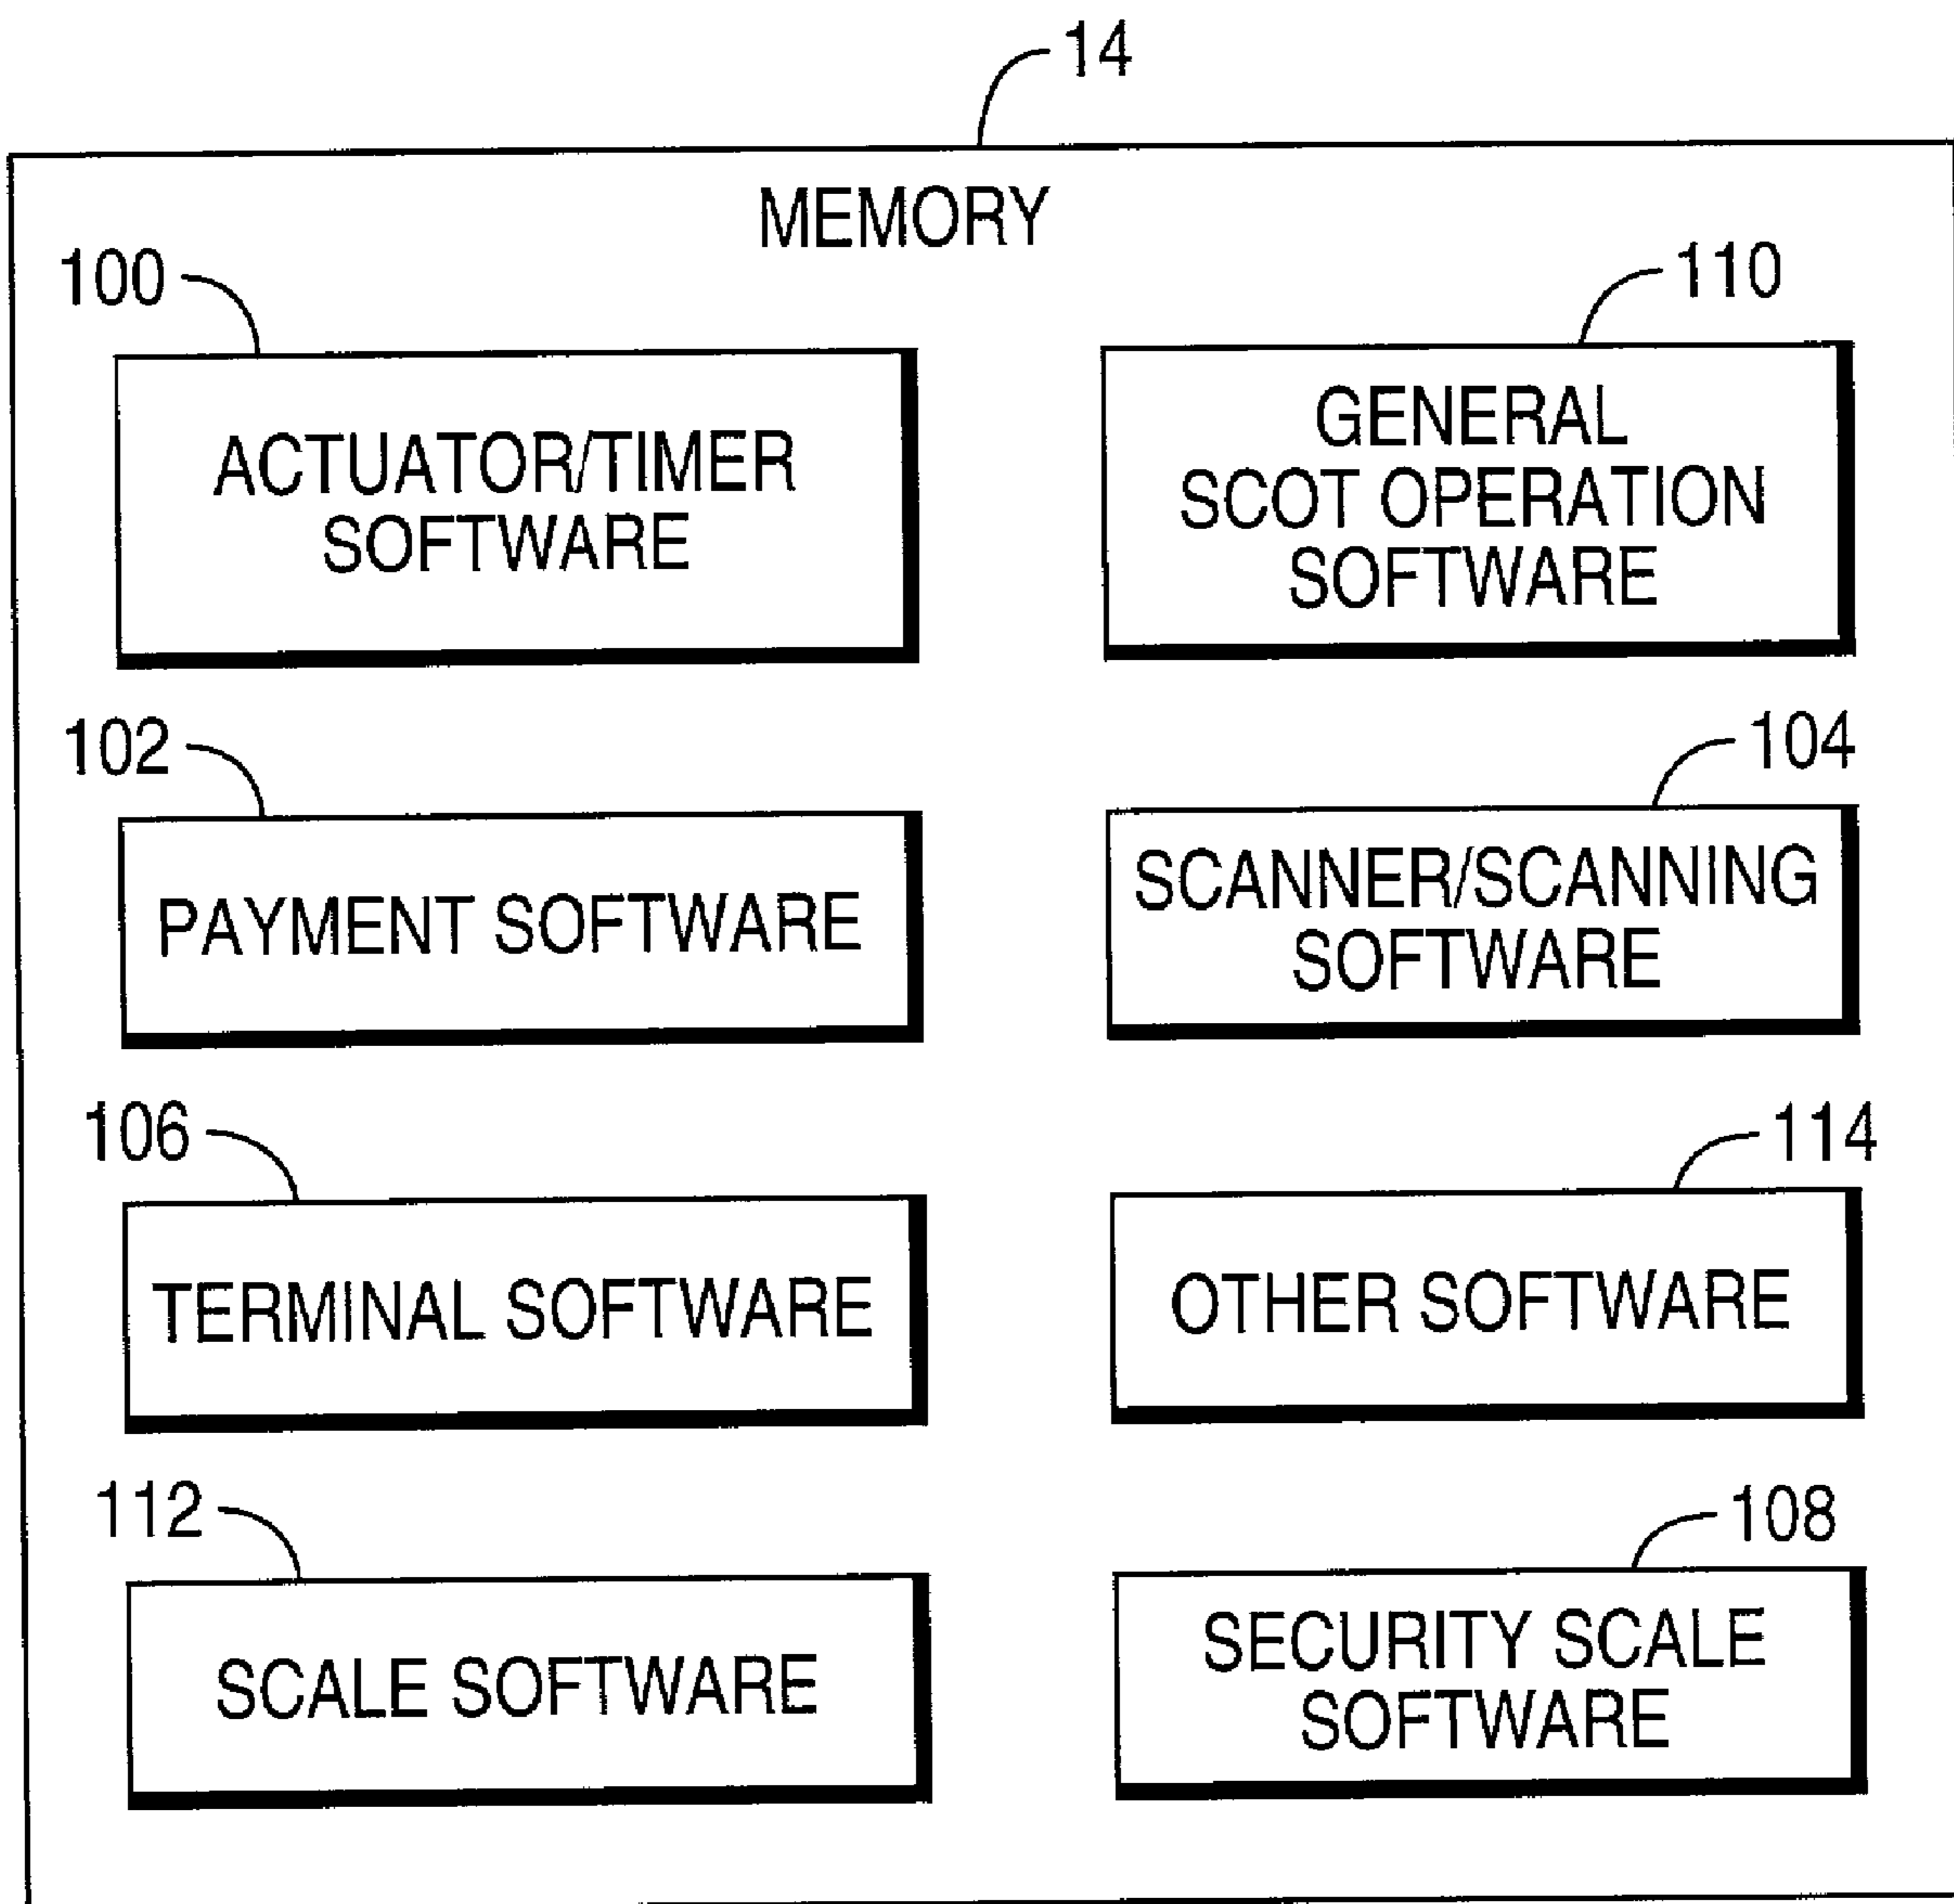 14
MEMORY
100
110
ACTUATOR/TIMER
SOFTWARE
GENERAL
SCOT OPERATION
SOFTWARE
102
104
PAYMENT SOFTWARE
SCANNER/SCANNING
SOFTWARE
106
114
TERMINAL SOFTWARE
OTHER SOFTWARE
112
108
SCALE SOFTWARE
SECURITY SCALE
SOFTWARE